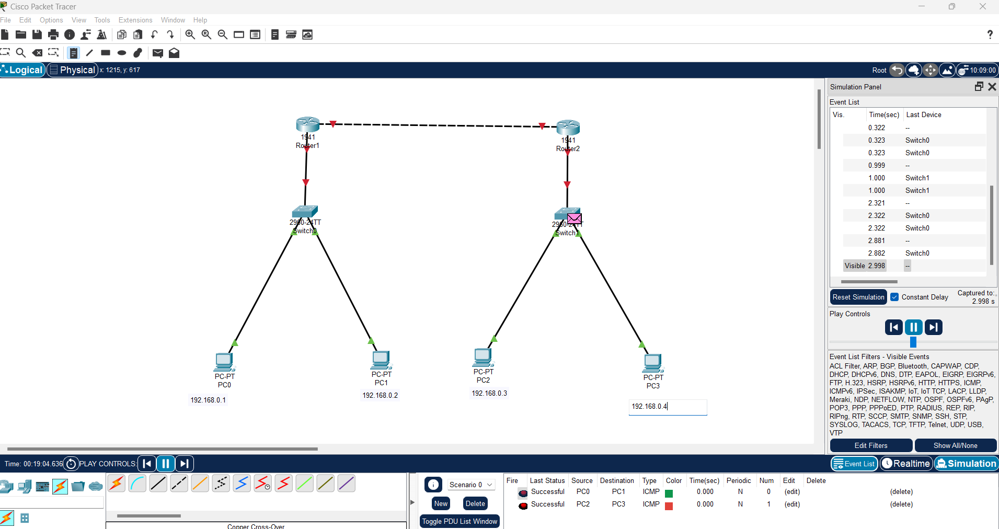 Cisco Packet Tracer
File Edit Options View Tools Extensions Window Help
?
Logical Physical x: 1215, y: 617 Root 10:09:00
Simulation Panel
Event List
Vis. Time(sec) Last Device
0.322 --
0.323 Switch0
0.323 Switch0
0.999 --
1.000 Switch1
1.000 Switch1
2.321 --
2.322 Switch0
2.322 Switch0
2.881 --
2.882 Switch0
Visible 2.998 --
Reset Simulation Constant Delay Captured to:
2.998 s
Play Controls
Event List Filters - Visible Events
ACL Filter, ARP, BGP, Bluetooth, CAPWAP, CDP,
DHCP, DHCPv6, DNS, DTP, EAPOL, EIGRP, EIGRPv6,
FTP, H.323, HSRP, HSRPv6, HTTP, HTTPS, ICMP,
ICMPv6, IPSec, ISAKMP, IoT, IoT TCP, LACP, LLDP,
Meraki, NDP, NETFLOW, NTP, OSPF, OSPFv6, PAgP,
POP3, PPP, PPPoED, PTP, RADIUS, REP, RIP,
RIPng, RTP, SCCP, SMTP, SNMP, SSH, STP,
SYSLOG, TACACS, TCP, TFTP, Telnet, UDP, USB,
VTP
Edit Filters Show All/None
1941
Router1
1941
Router2
2960-24TT
Switch0
2960-24TT
Switch1
PC-PT
PC0
192.168.0.1
PC-PT
PC1
192.168.0.2
PC-PT
PC2
192.168.0.3
PC-PT
PC3
192.168.0.4
Time: 00:19:04.636 PLAY CONTROLS: Event List Realtime Simulation
Copper Cross-Over
Scenario 0
New Delete
Toggle PDU List Window
Fire Last Status Source Destination Type Color Time(sec) Periodic Num Edit Delete
Successful PC0 PC1 ICMP 0.000 N 0 (edit) (delete)
Successful PC2 PC3 ICMP 0.000 N 1 (edit) (delete)